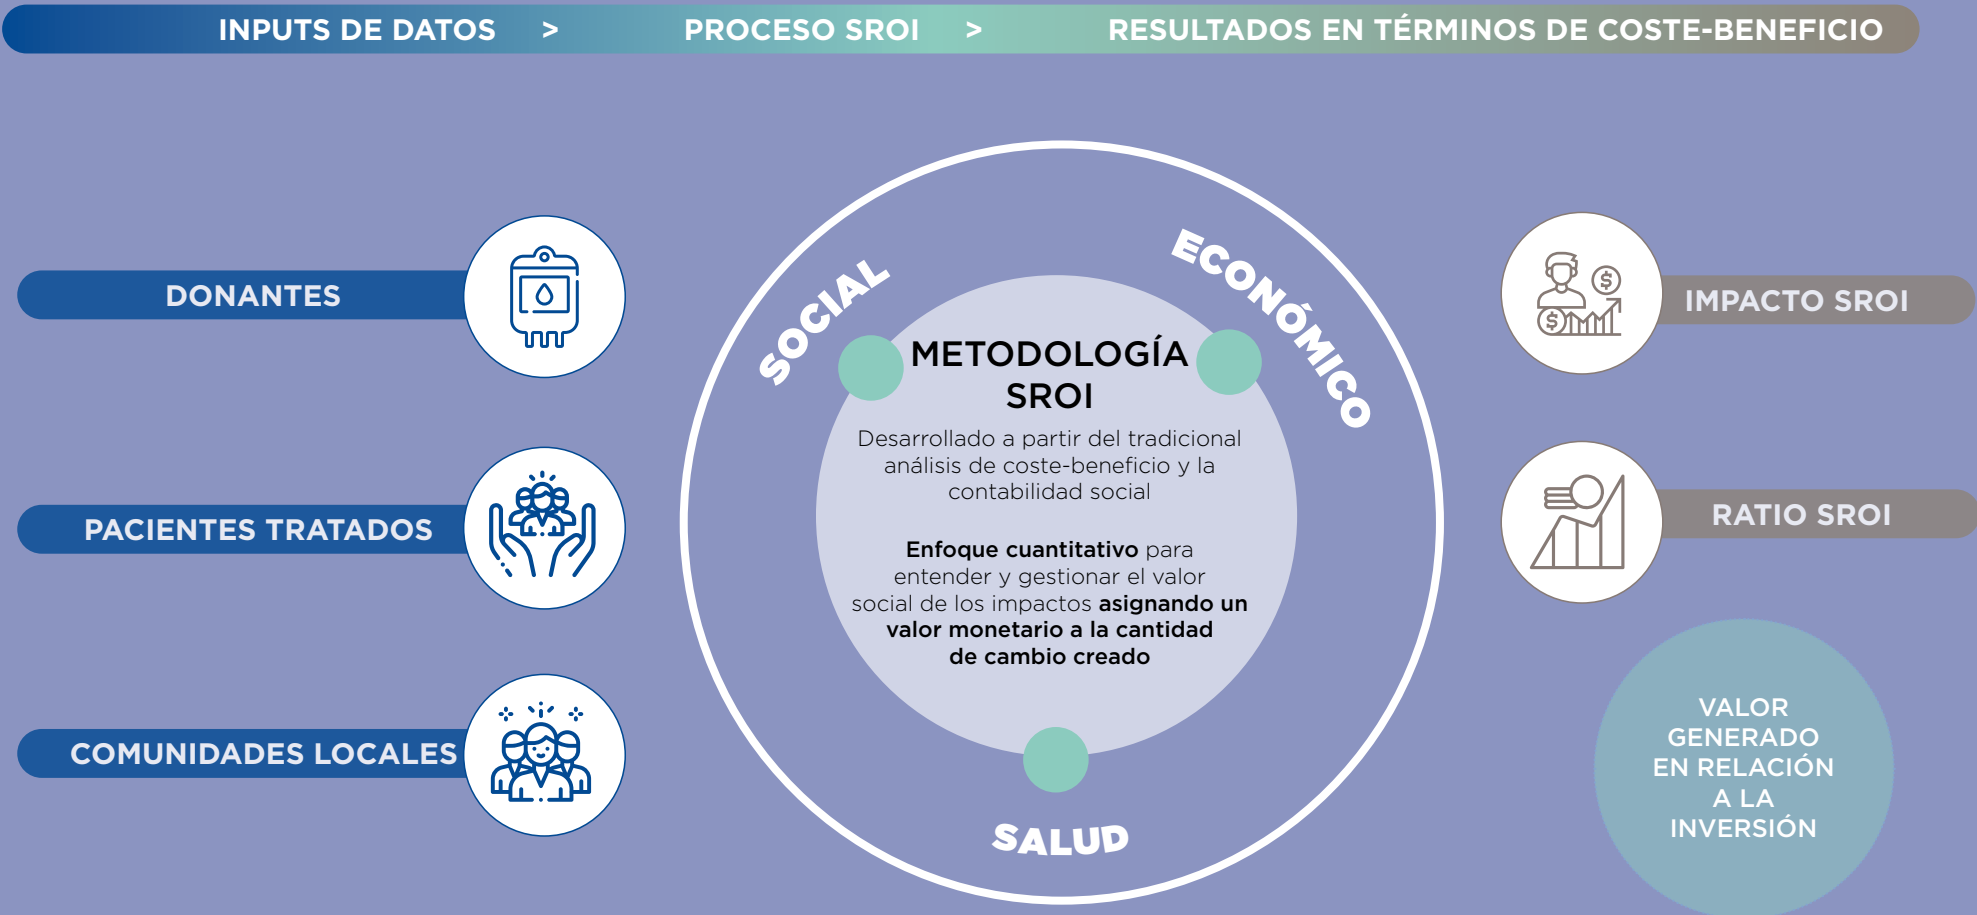 INPUTS DE DATOS > PROCESO SROI > RESULTADOS EN TÉRMINOS DE COSTE-BENEFICIO
DONANTES
PACIENTES TRATADOS
COMUNIDADES LOCALES
SOCIAL
ECONÓMICO
SALUD
METODOLOGÍA
SROI
Desarrollado a partir del tradicional
análisis de coste-beneficio y la
contabilidad social
Enfoque cuantitativo para
entender y gestionar el valor
social de los impactos asignando un
valor monetario a la cantidad
de cambio creado
$
$
IMPACTO SROI
RATIO SROI
VALOR
GENERADO
EN RELACIÓN
A LA
INVERSIÓN